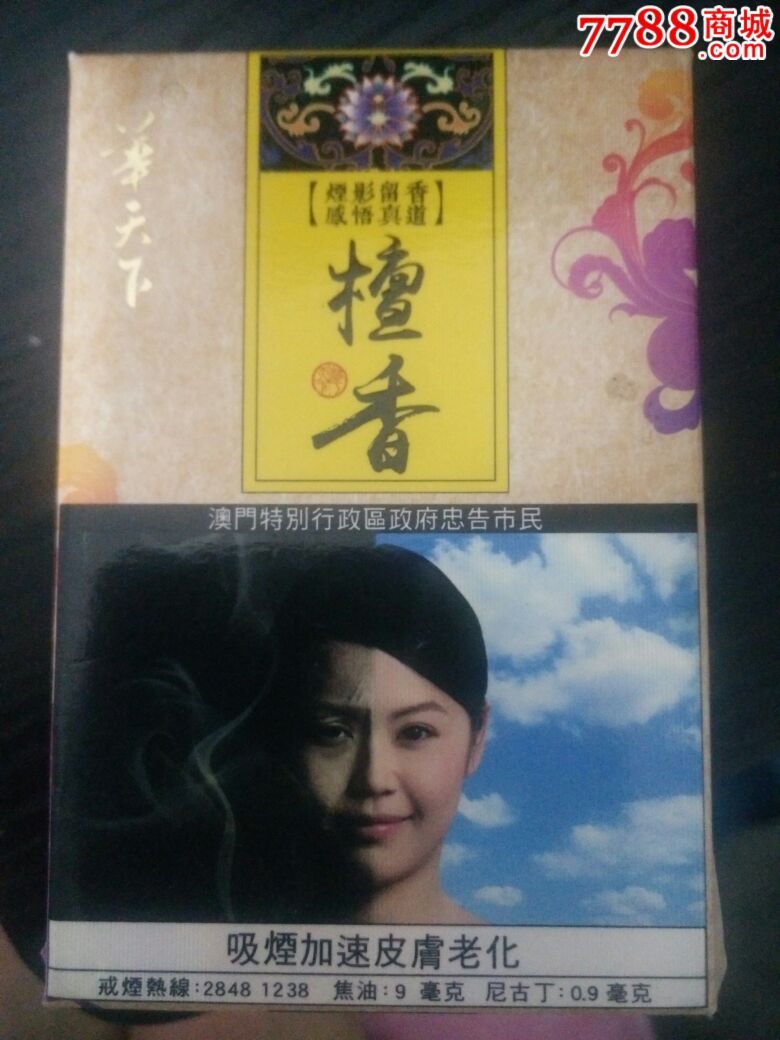 7788商城
.com
華天下
【煙影留香
感悟真道】
檀香
澳門特別行政區政府忠告市民
吸煙加速皮膚老化
戒煙熱線:2848 1238 焦油:9 毫克 尼古丁:0.9 毫克